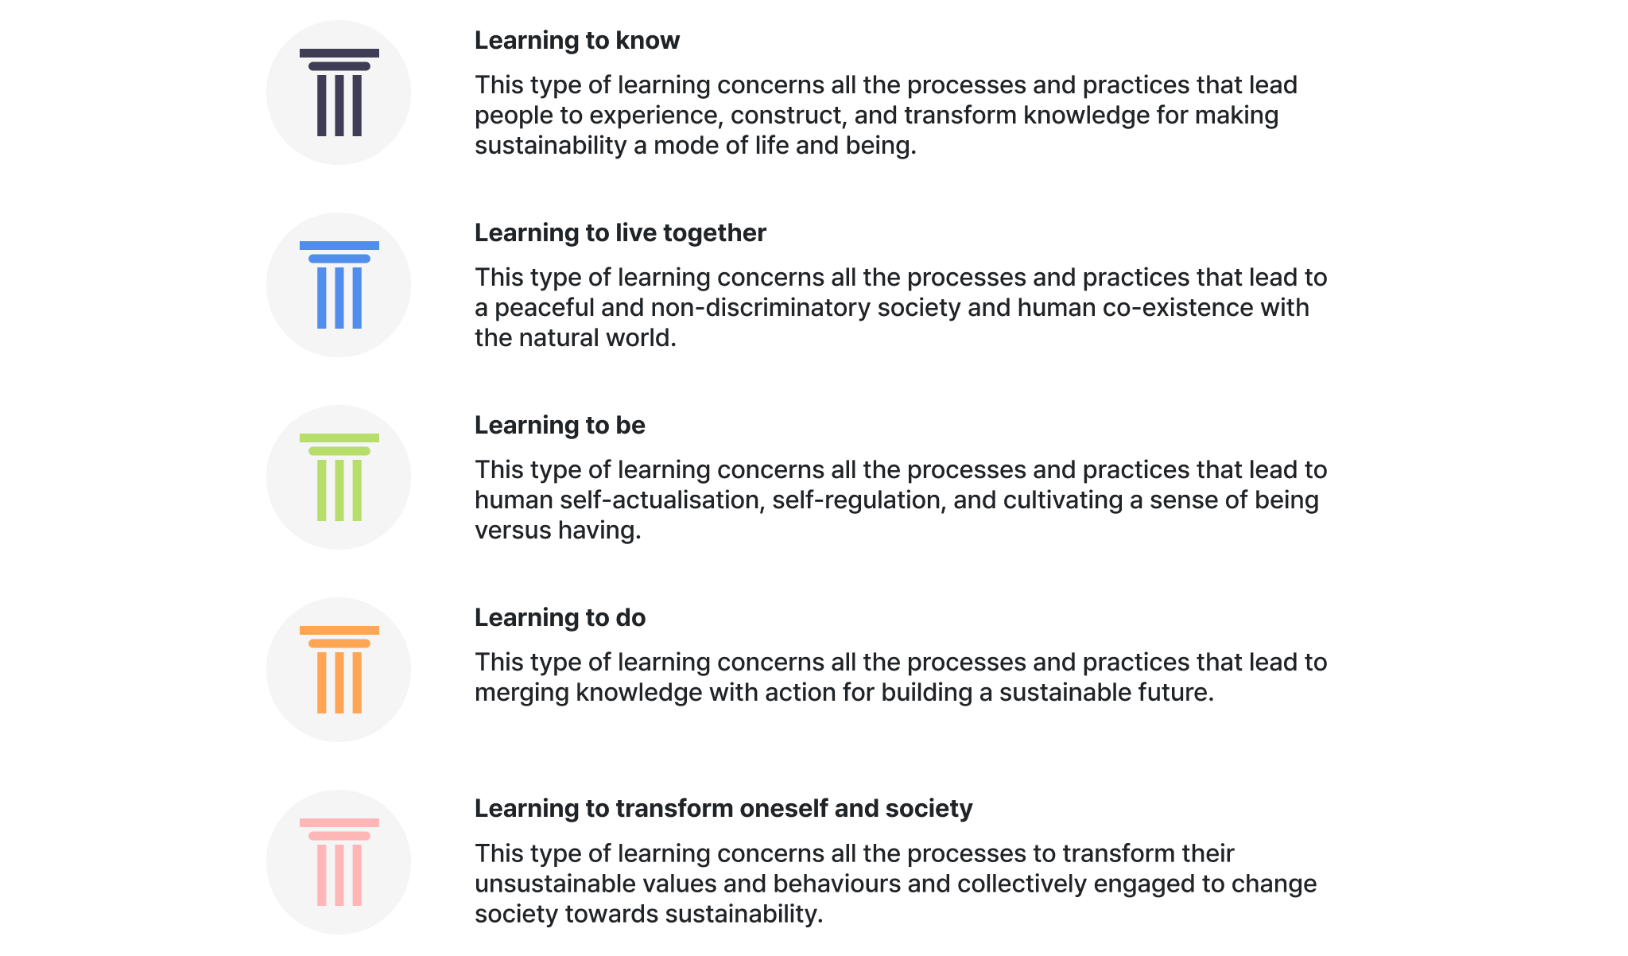 Learning to know
This type of learning concerns all the processes and practices that lead
people to experience, construct, and transform knowledge for making
sustainability a mode of life and being.
Learning to live together
This type of learning concerns all the processes and practices that lead to
a peaceful and non-discriminatory society and human co-existence with
the natural world.
Learning to be
This type of learning concerns all the processes and practices that lead to
human self-actualisation, self-regulation, and cultivating a sense of being
versus having.
Learning to do
This type of learning concerns all the processes and practices that lead to
merging knowledge with action for building a sustainable future.
Learning to transform oneself and society
This type of learning concerns all the processes to transform their
unsustainable values and behaviours and collectively engaged to change
society towards sustainability.